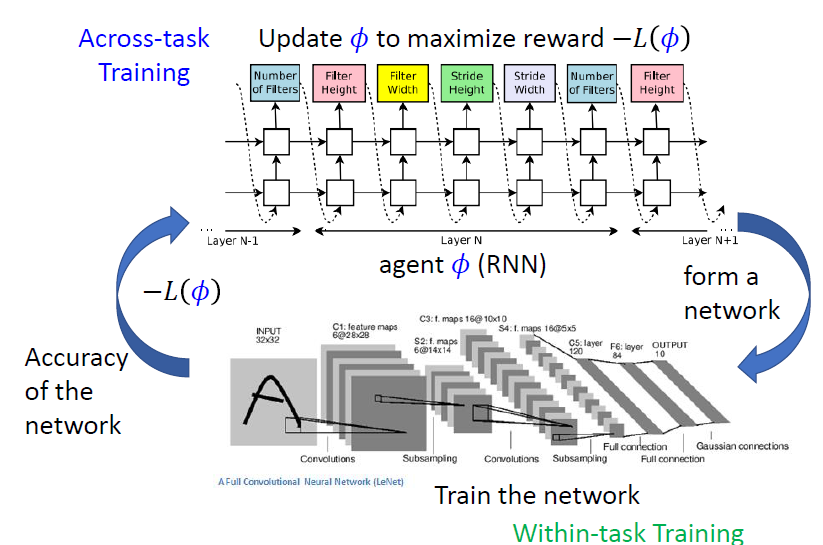 Across-task
Training
Update ϕ to maximize reward −L(ϕ)
Number
of Filters
Filter
Height
Filter
Width
Stride
Height
Stride
Width
Number
of Filters
Filter
Height
... Layer N-1
Layer N
Layer N+1 ...
agent ϕ (RNN)
−L(ϕ)
form a
network
Accuracy
of the
network
INPUT
32x32
C1: feature maps
6@28x28
S2: f. maps
6@14x14
C3: f. maps 16@10x10
S4: f. maps 16@5x5
C5: layer
120
F6: layer
84
OUTPUT
10
Convolutions
Subsampling
Convolutions
Subsampling
Full connection
Full connection
Gaussian connections
A Full Convolutional Neural Network (LeNet)
Train the network
Within-task Training